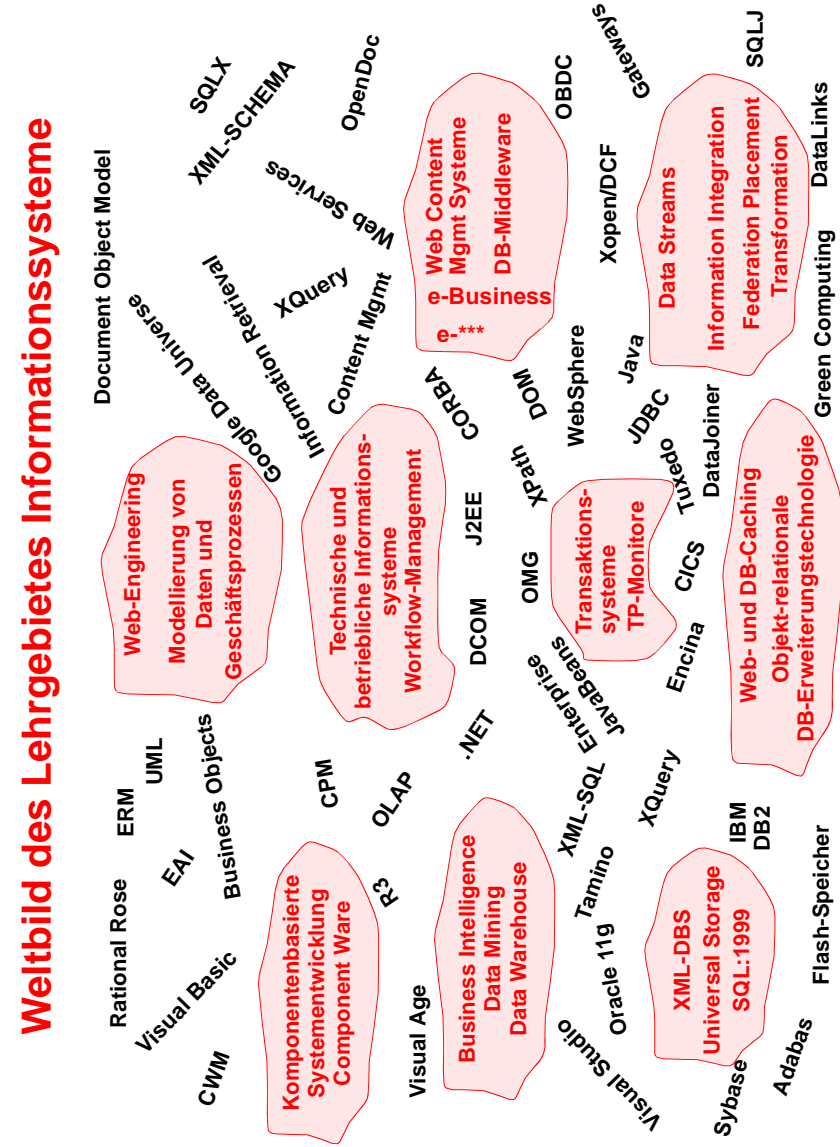 Weltbild des Lehrgebietes Informationssysteme
Rational Rose
ERM
UML
Document Object Model
EAI
Visual Basic
Business Objects
CWM
Web-Engineering
Modellierung von
Daten und
Geschäftsprozessen
Google Data Universe
Information Retrieval
SQLX
XML-SCHEMA
Web Services
XQuery
Content Mgmt
OpenDoc
Komponentenbasierte
Systementwicklung
Component Ware
CPM
OLAP
R3
Technische und
betriebliche Informations-
systeme
Workflow-Management
CORBA
Web Content
Mgmt Systeme
DB-Middleware
e-Business
e-***
Visual Age
Business Intelligence
Data Mining
Data Warehouse
.NET
DCOM
J2EE
OMG
XPath
DOM
OBDC
Gateways
Visual Studio
Oracle 11g
Tamino
XML-SQL
Enterprise
JavaBeans
WebSphere
Xopen/DCF
Transaktions-
systeme
TP-Monitore
JDBC
Java
XQuery
Encina
CICS
Tuxedo
DataJoiner
Data Streams
Information Integration
Federation Placement
Transformation
SQLJ
DataLinks
XML-DBS
Universal Storage
SQL:1999
IBM
DB2
Sybase
Adabas
Flash-Speicher
Web- und DB-Caching
Objekt-relationale
DB-Erweiterungstechnologie
Green Computing